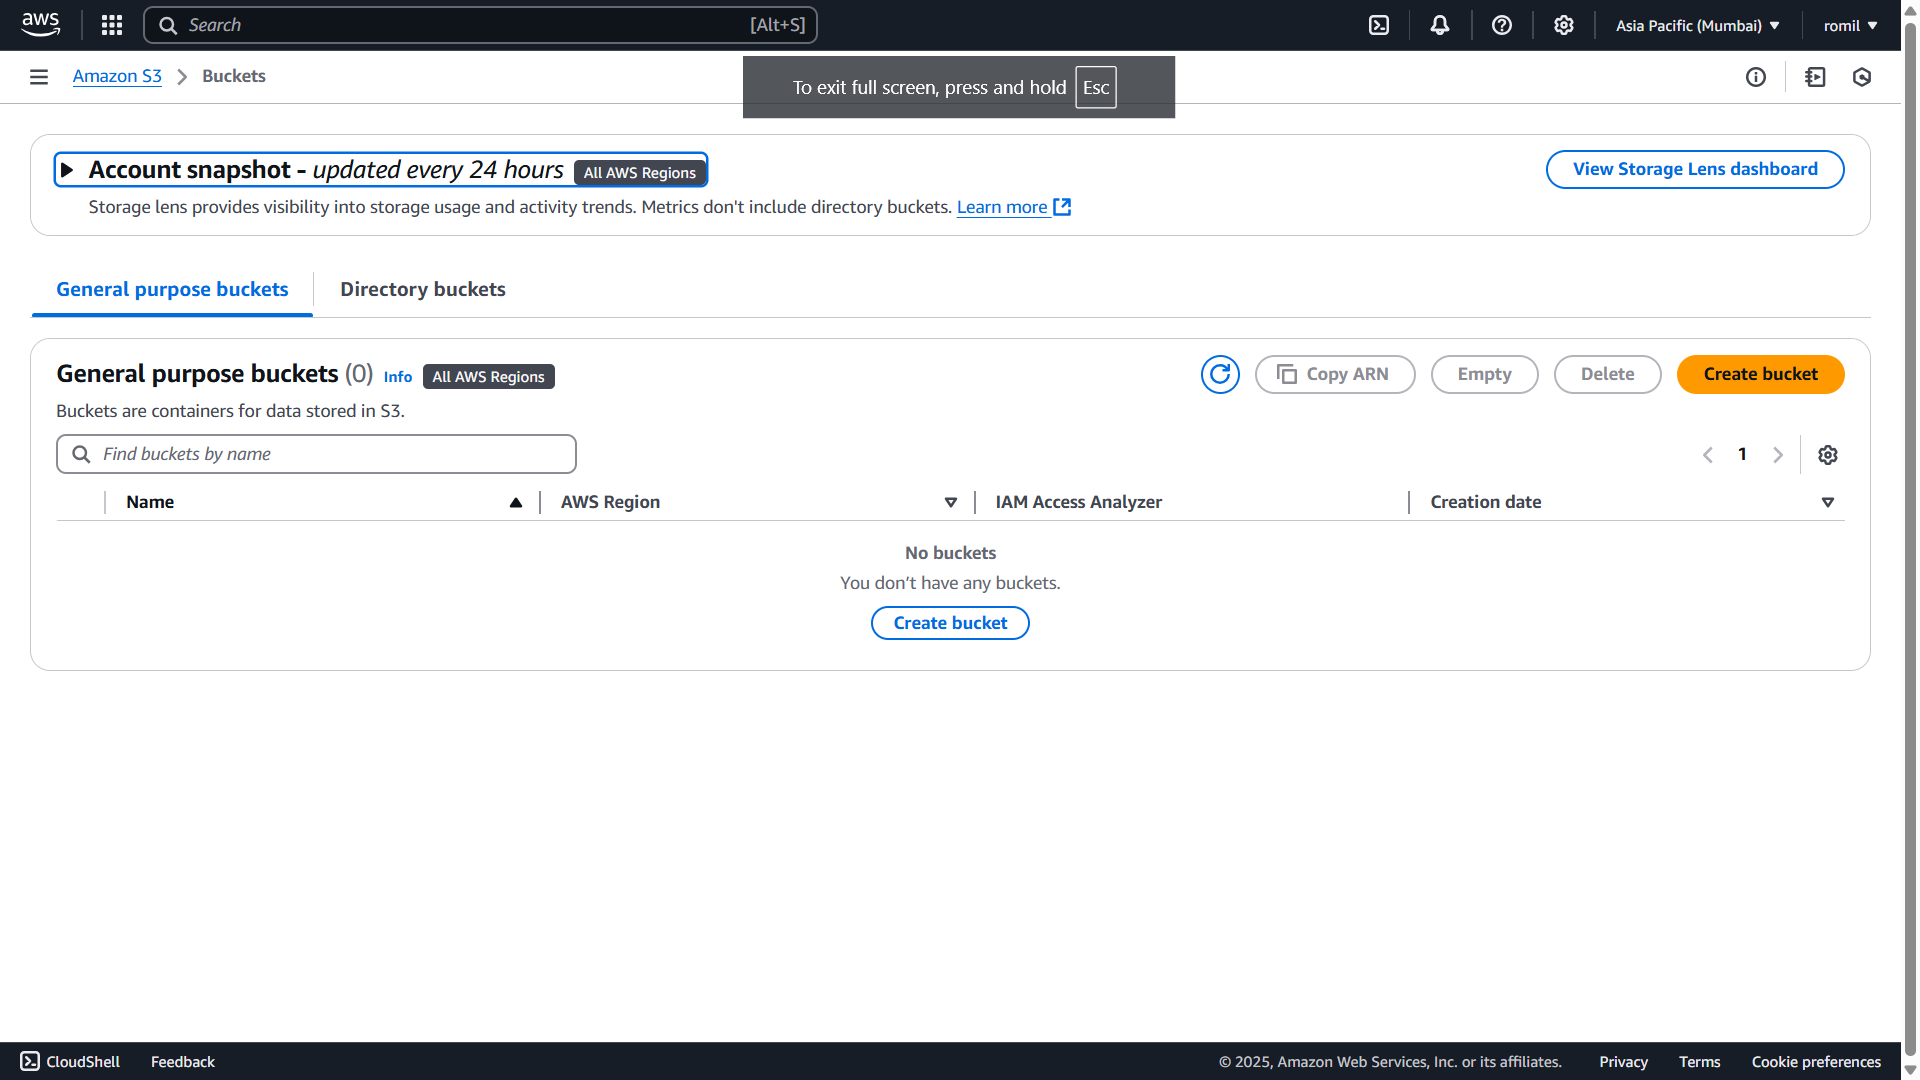 aws
Search [Alt+S]
Asia Pacific (Mumbai)
romil
Amazon S3 > Buckets
To exit full screen, press and hold Esc
Account snapshot - updated every 24 hours All AWS Regions
View Storage Lens dashboard
Storage lens provides visibility into storage usage and activity trends. Metrics don't include directory buckets. Learn more
General purpose buckets
Directory buckets
General purpose buckets (0) Info All AWS Regions
Copy ARN
Empty
Delete
Create bucket
Buckets are containers for data stored in S3.
Find buckets by name
1
Name
AWS Region
IAM Access Analyzer
Creation date
No buckets
You don’t have any buckets.
Create bucket
CloudShell
Feedback
© 2025, Amazon Web Services, Inc. or its affiliates.
Privacy
Terms
Cookie preferences